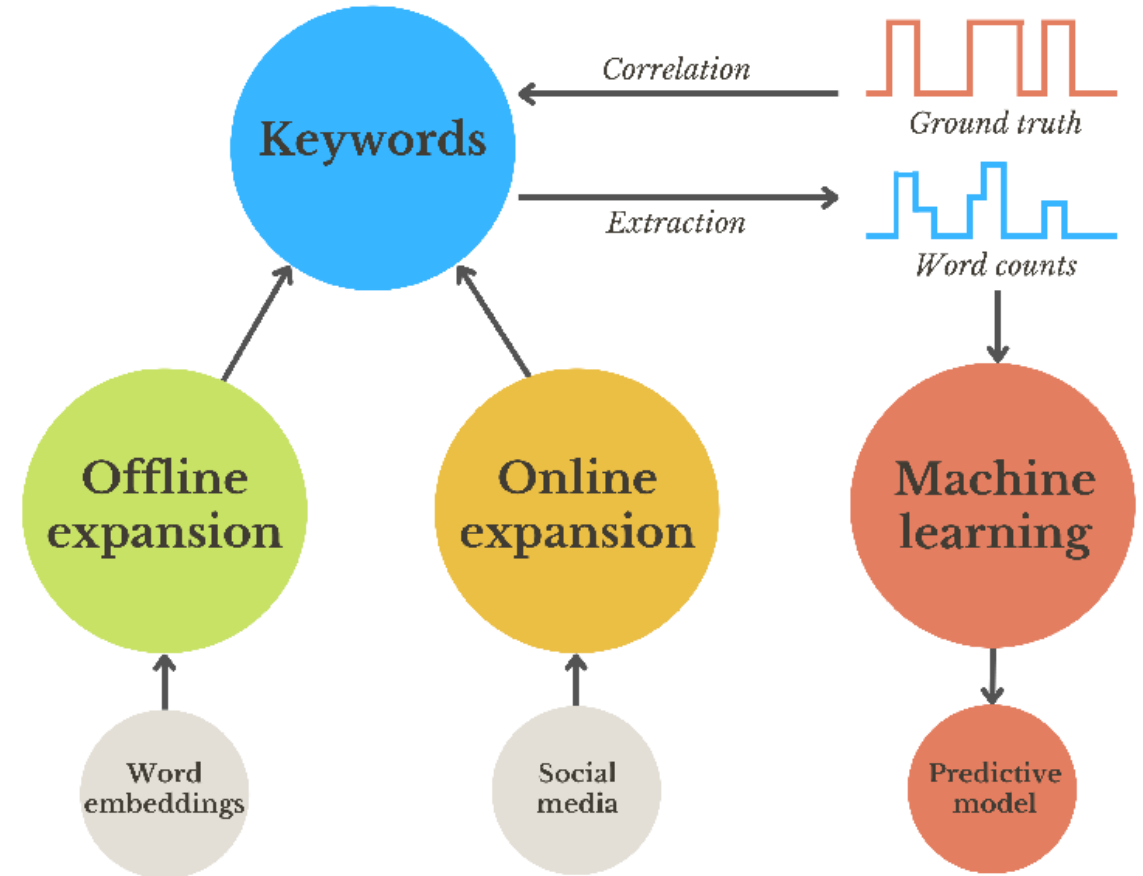 Keywords
Correlation
Ground truth
Extraction
Word counts
Offline
expansion
Online
expansion
Machine
learning
Word
embeddings
Social
media
Predictive
model